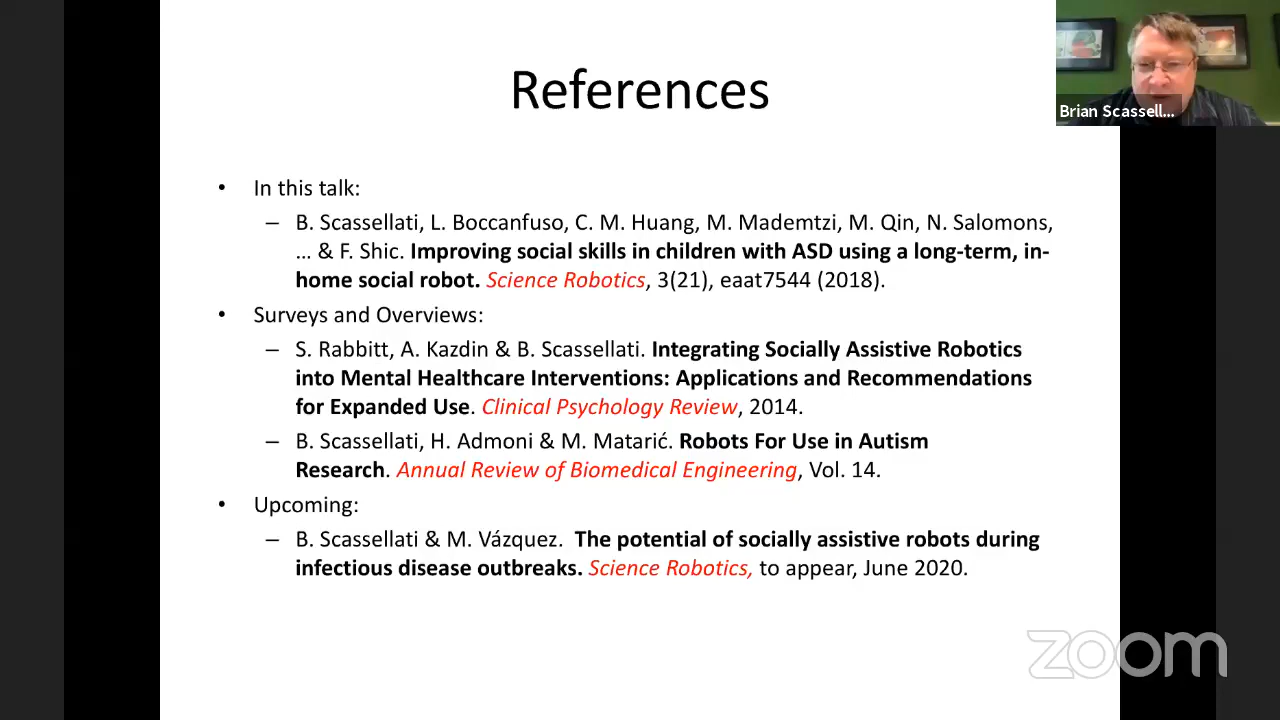 References
Brian Scassell...
• In this talk:
– B. Scassellati, L. Boccanfuso, C. M. Huang, M. Mademtzi, M. Qin, N. Salomons,
... & F. Shic. Improving social skills in children with ASD using a long-term, in-
home social robot. Science Robotics, 3(21), eaat7544 (2018).
• Surveys and Overviews:
– S. Rabbitt, A. Kazdin & B. Scassellati. Integrating Socially Assistive Robotics
into Mental Healthcare Interventions: Applications and Recommendations
for Expanded Use. Clinical Psychology Review, 2014.
– B. Scassellati, H. Admoni & M. Matarić. Robots For Use in Autism
Research. Annual Review of Biomedical Engineering, Vol. 14.
• Upcoming:
– B. Scassellati & M. Vázquez. The potential of socially assistive robots during
infectious disease outbreaks. Science Robotics, to appear, June 2020.
zoom